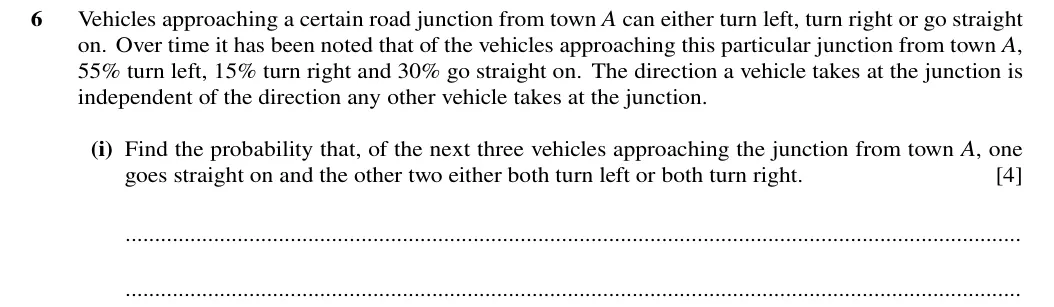 6 Vehicles approaching a certain road junction from town A can either turn left, turn right or go straight
on. Over time it has been noted that of the vehicles approaching this particular junction from town A,
55% turn left, 15% turn right and 30% go straight on. The direction a vehicle takes at the junction is
independent of the direction any other vehicle takes at the junction.
(i) Find the probability that, of the next three vehicles approaching the junction from town A, one
goes straight on and the other two either both turn left or both turn right. [4]